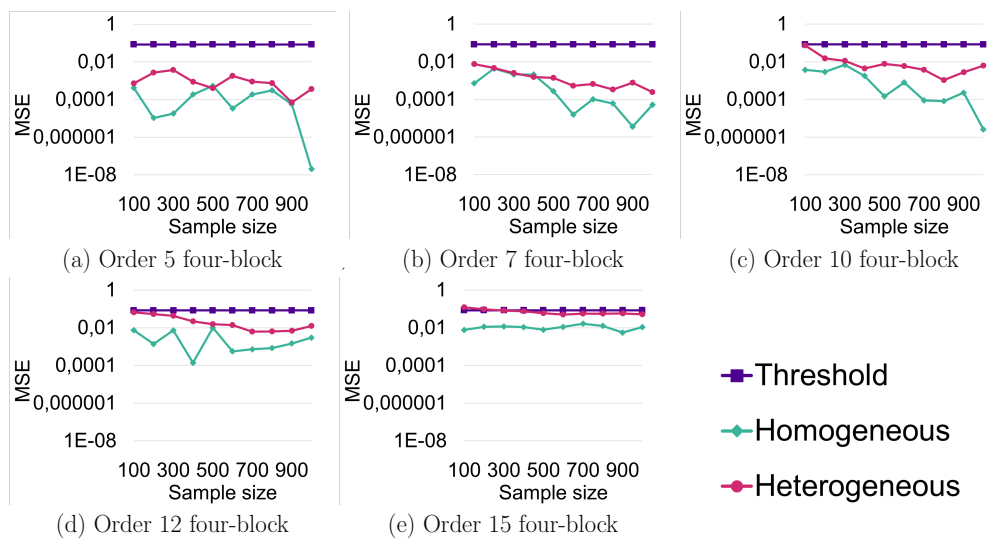 1
0,01
0,0001
0,000001
1E-08
MSE
100 300 500 700 900
Sample size
(a) Order 5 four-block
1
0,01
0,0001
0,000001
1E-08
MSE
100 300 500 700 900
Sample size
(b) Order 7 four-block
1
0,01
0,0001
0,000001
1E-08
MSE
100 300 500 700 900
Sample size
(c) Order 10 four-block
1
0,01
0,0001
0,000001
1E-08
MSE
100 300 500 700 900
Sample size
(d) Order 12 four-block
1
0,01
0,0001
0,000001
1E-08
MSE
100 300 500 700 900
Sample size
(e) Order 15 four-block
Threshold
Homogeneous
Heterogeneous